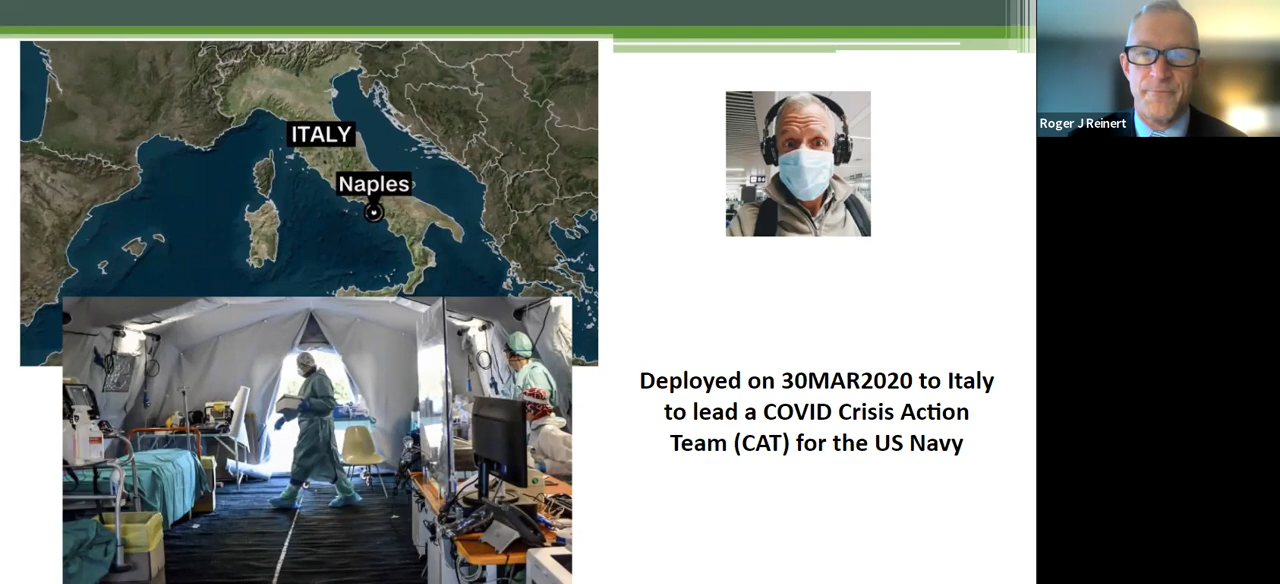 ITALY
Naples
Deployed on 30MAR2020 to Italy
to lead a COVID Crisis Action
Team (CAT) for the US Navy
Roger J Reinert